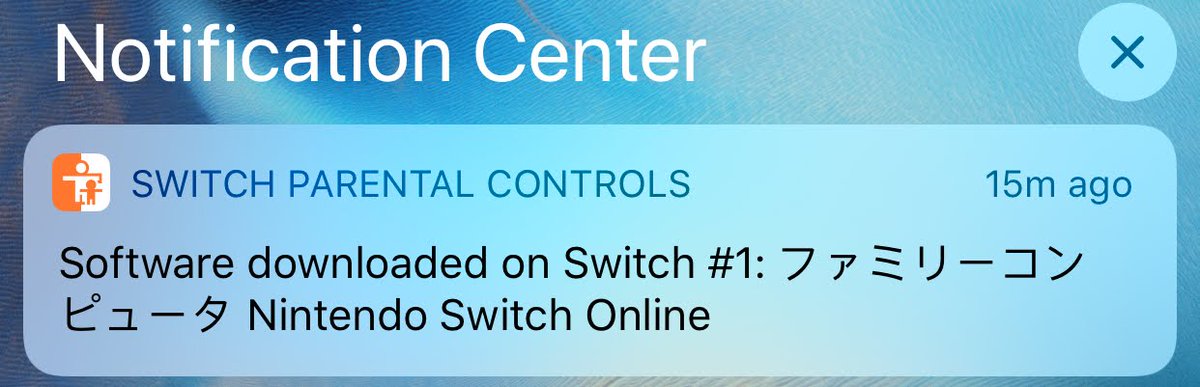 Notification Center
SWITCH PARENTAL CONTROLS
15m ago
Software downloaded on Switch #1: ファミリーコン
ピュータ Nintendo Switch Online